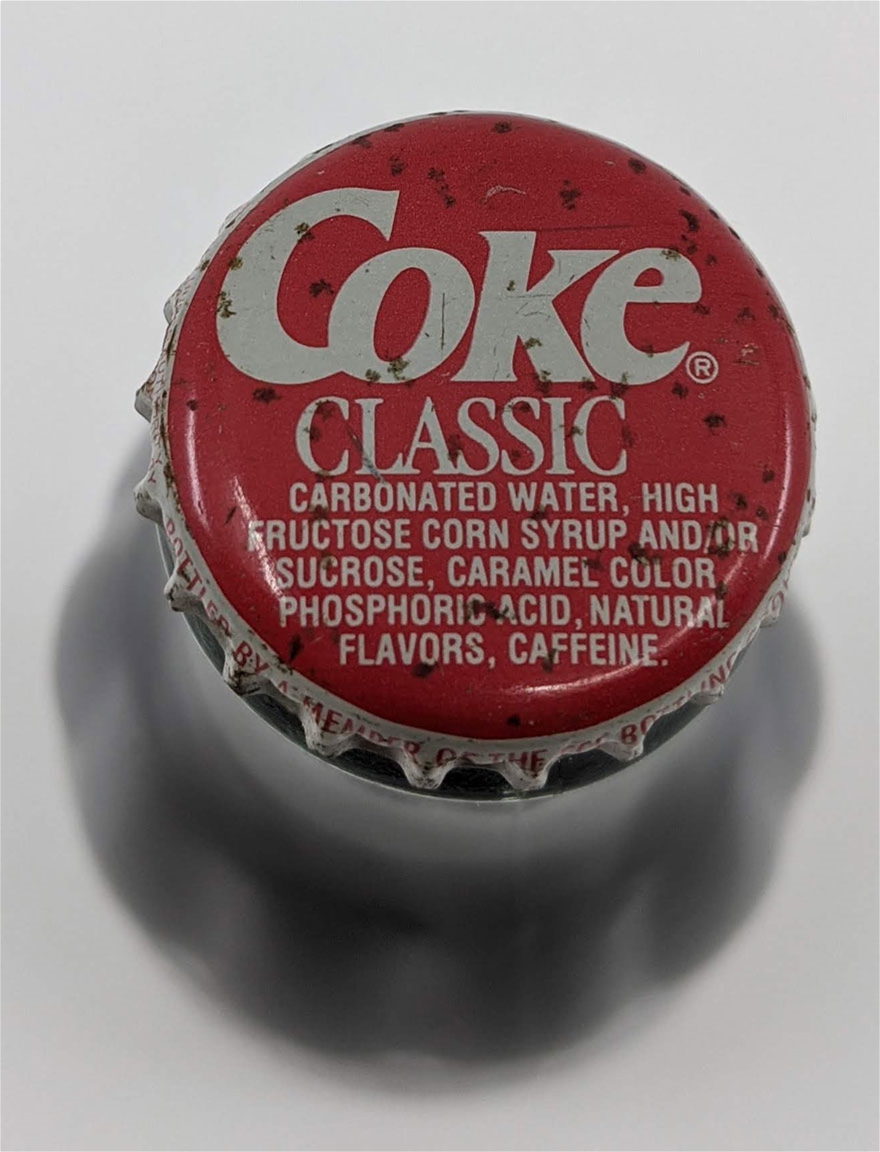 Coke®
CLASSIC
CARBONATED WATER, HIGH
FRUCTOSE CORN SYRUP AND/OR
SUCROSE, CARAMEL COLOR,
PHOSPHORIC ACID, NATURAL
FLAVORS, CAFFEINE.
BOTTLED BY A MEMBER OF THE BOTTLING